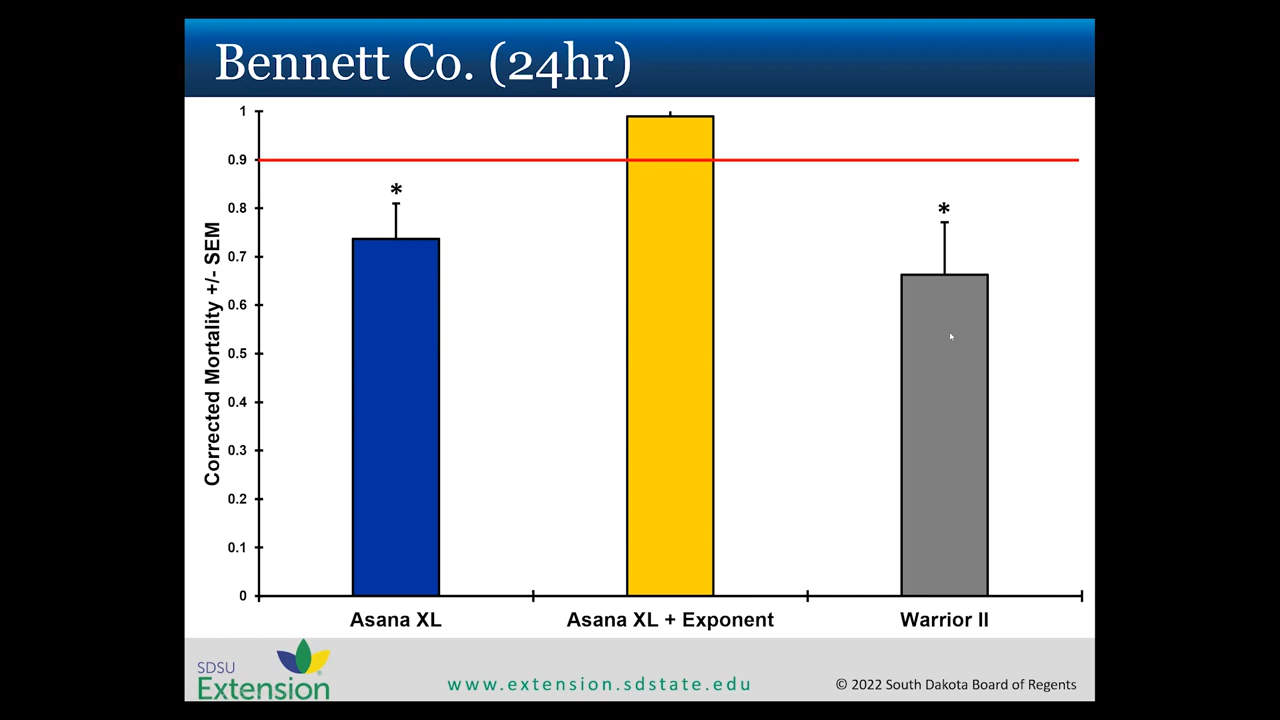 Bennett Co. (24hr)
Corrected Mortality +/- SEM
1
0.9
0.8
0.7
0.6
0.5
0.4
0.3
0.2
0.1
0
*
*
Asana XL
Asana XL + Exponent
Warrior II
SDSU
Extension
www.extension.sdstate.edu
© 2022 South Dakota Board of Regents